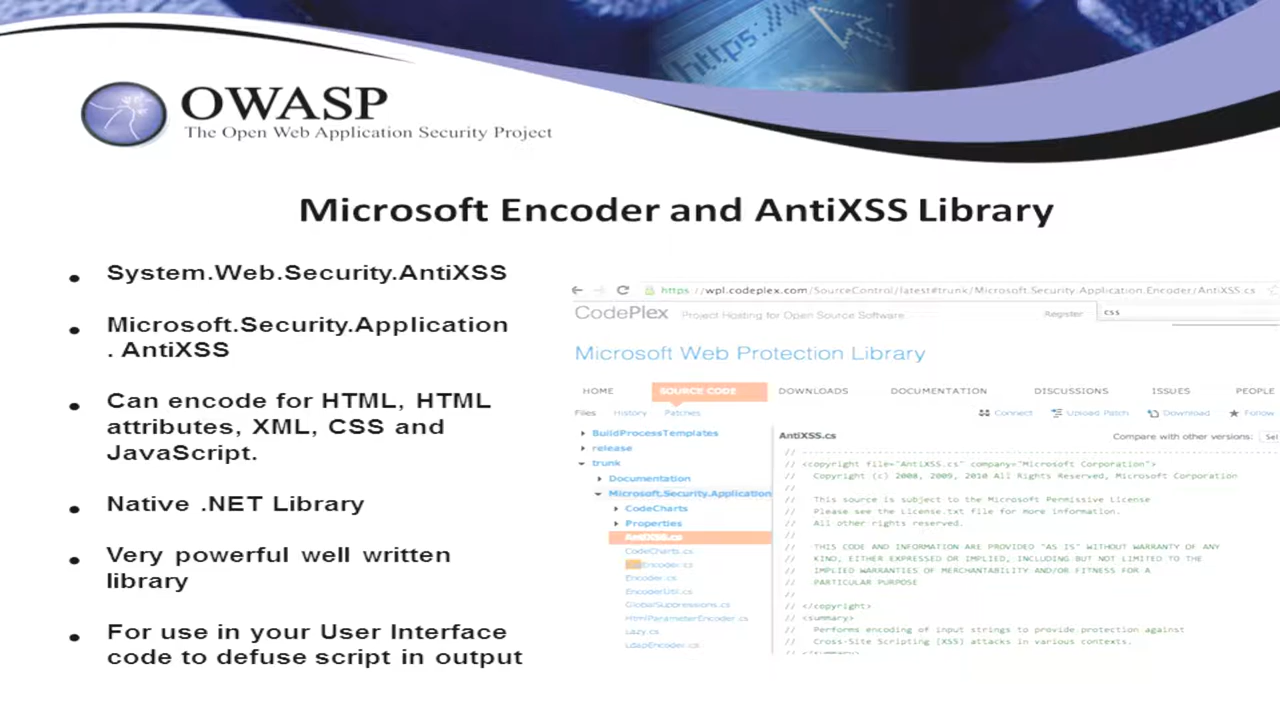 https://w
OWASP
The Open Web Application Security Project
Microsoft Encoder and AntiXSS Library
System.Web.Security.AntiXSS
Microsoft.Security.Application
. AntiXSS
Can encode for HTML, HTML
attributes, XML, CSS and
JavaScript.
Native .NET Library
Very powerful well written
library
For use in your User Interface
code to defuse script in output
https://wpl.codeplex.com/SourceControl/latest#trunk/Microsoft.Security.Application.Encoder/AntiXSS.cs
CodePlex Project Hosting for Open Source Software Register css
Microsoft Web Protection Library
HOME SOURCE CODE DOWNLOADS DOCUMENTATION DISCUSSIONS ISSUES PEOPLE
Files History Patches Connect Upload Patch Download Follow
BuildProcessTemplates
release
trunk
Documentation
Microsoft.Security.Application
CodeCharts
Properties
AntiXSS.cs
CodeCharts.cs
Encoder.cs
Encoder.cs
EncoderUtil.cs
GlobalSuppressions.cs
HtmlParameterEncoder.cs
Lazy.cs
LdapEncoder.cs
AntiXSS.cs Compare with other versions: Sel
// ----------------------------------------------------------------
// <copyright file="AntiXSS.cs" company="Microsoft Corporation">
// Copyright (c) 2008, 2009, 2010 All Rights Reserved, Microsoft Corporation
//
// This source is subject to the Microsoft Permissive License
// Please see the License.txt file for more information.
// All other rights reserved.
//
// THIS CODE AND INFORMATION ARE PROVIDED "AS IS" WITHOUT WARRANTY OF ANY
// KIND, EITHER EXPRESSED OR IMPLIED, INCLUDING BUT NOT LIMITED TO THE
// IMPLIED WARRANTIES OF MERCHANTABILITY AND/OR FITNESS FOR A
// PARTICULAR PURPOSE
//
// </copyright>
// <summary>
// Performs encoding of input strings to provide protection against
// Cross-Site Scripting (XSS) attacks in various contexts.
// </summary>